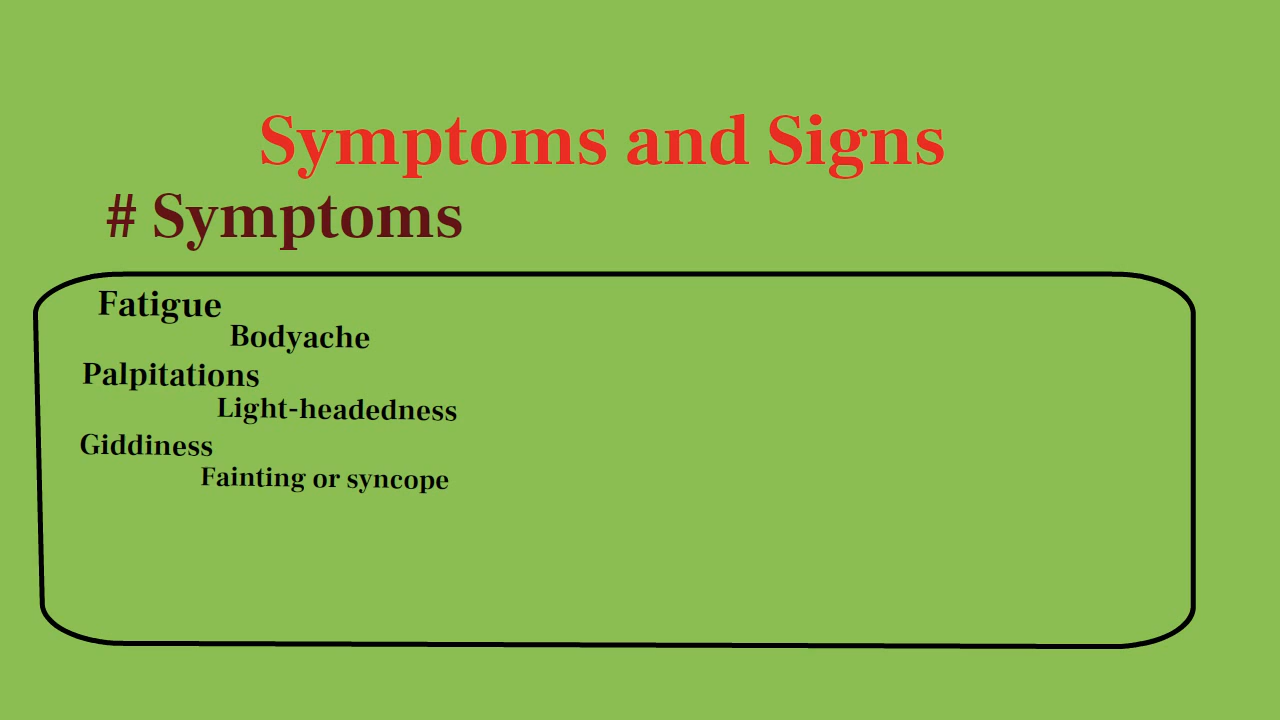 Symptoms and Signs
# Symptoms
Fatigue
Bodyache
Palpitations
Light-headedness
Giddiness
Fainting or syncope